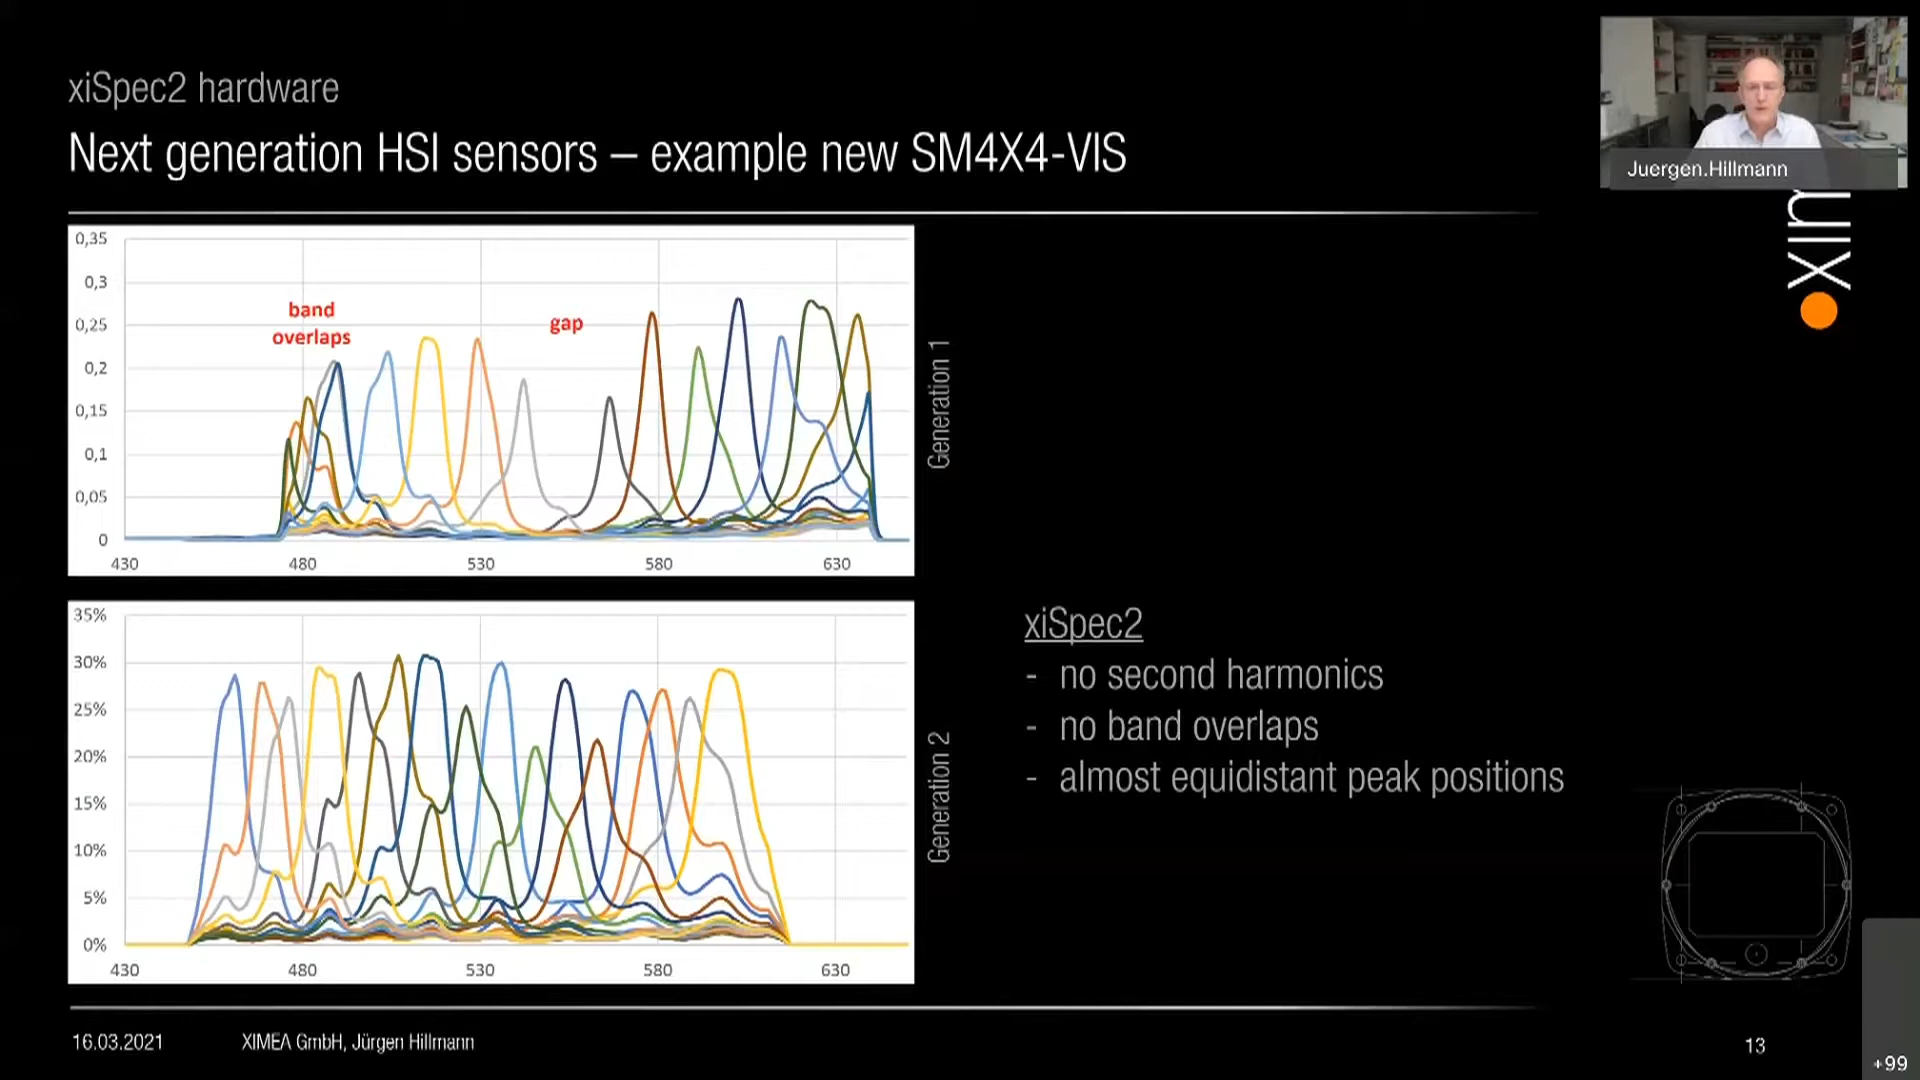 xiSpec2 hardware
Next generation HSI sensors – example new SM4X4-VIS
Juergen.Hillmann
xim
0,35
0,3
0,25
0,2
0,15
0,1
0,05
0
band
overlaps
gap
430 480 530 580 630
Generation 1
35%
30%
25%
20%
15%
10%
5%
0%
430 480 530 580 630
Generation 2
xiSpec2
- no second harmonics
- no band overlaps
- almost equidistant peak positions
16.03.2021
XIMEA GmbH, Jürgen Hillmann
13
+99